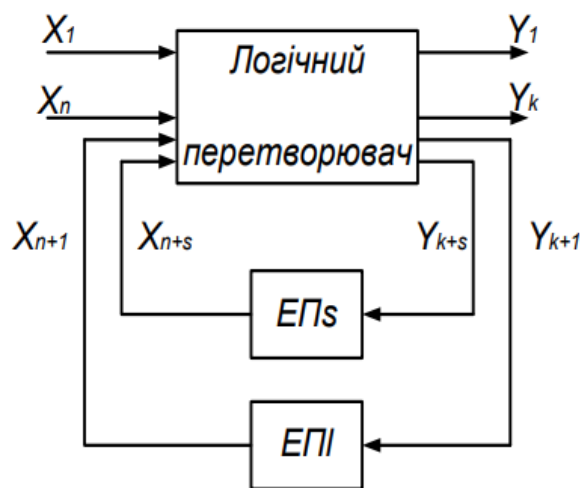 X1
Y1
Логічний
Xn
Yk
перетворювач
Xn+1
Xn+s
Yk+s
Yk+1
ЕПs
ЕПl